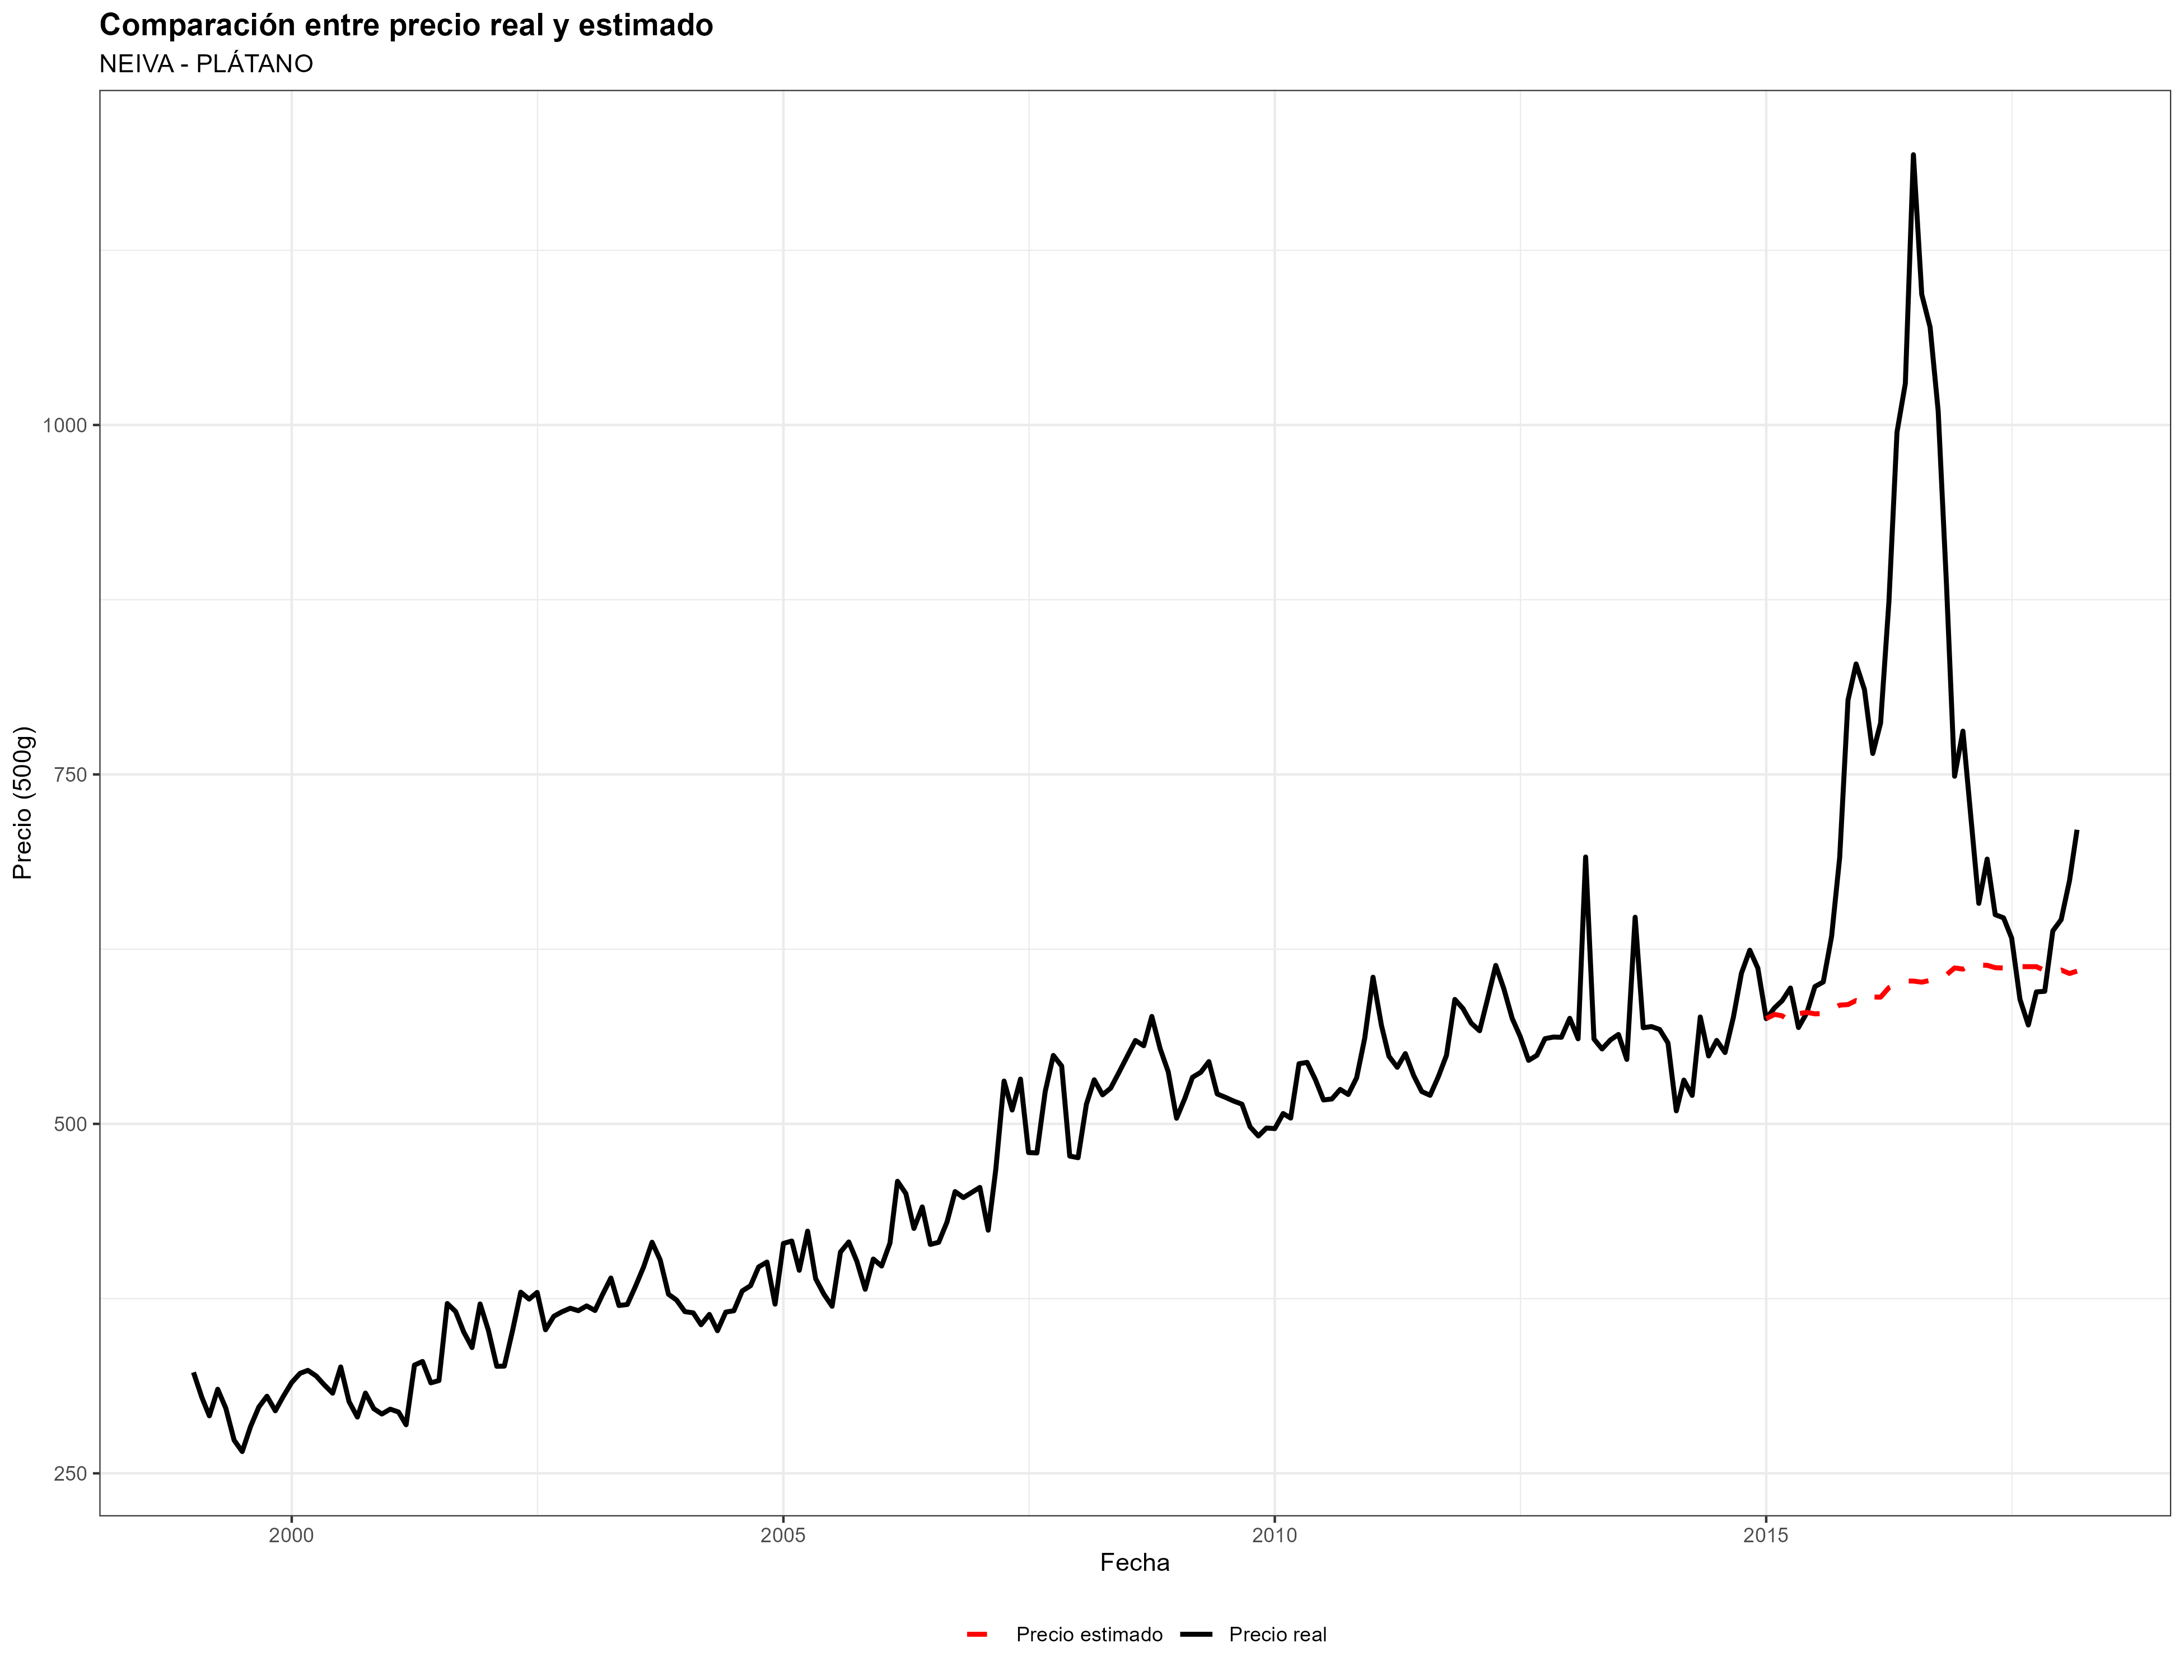 Comparación entre precio real y estimado
NEIVA - PLÁTANO
Precio (500g)
1000
750
500
250
2000
2005
2010
2015
Fecha
Precio estimado
Precio real